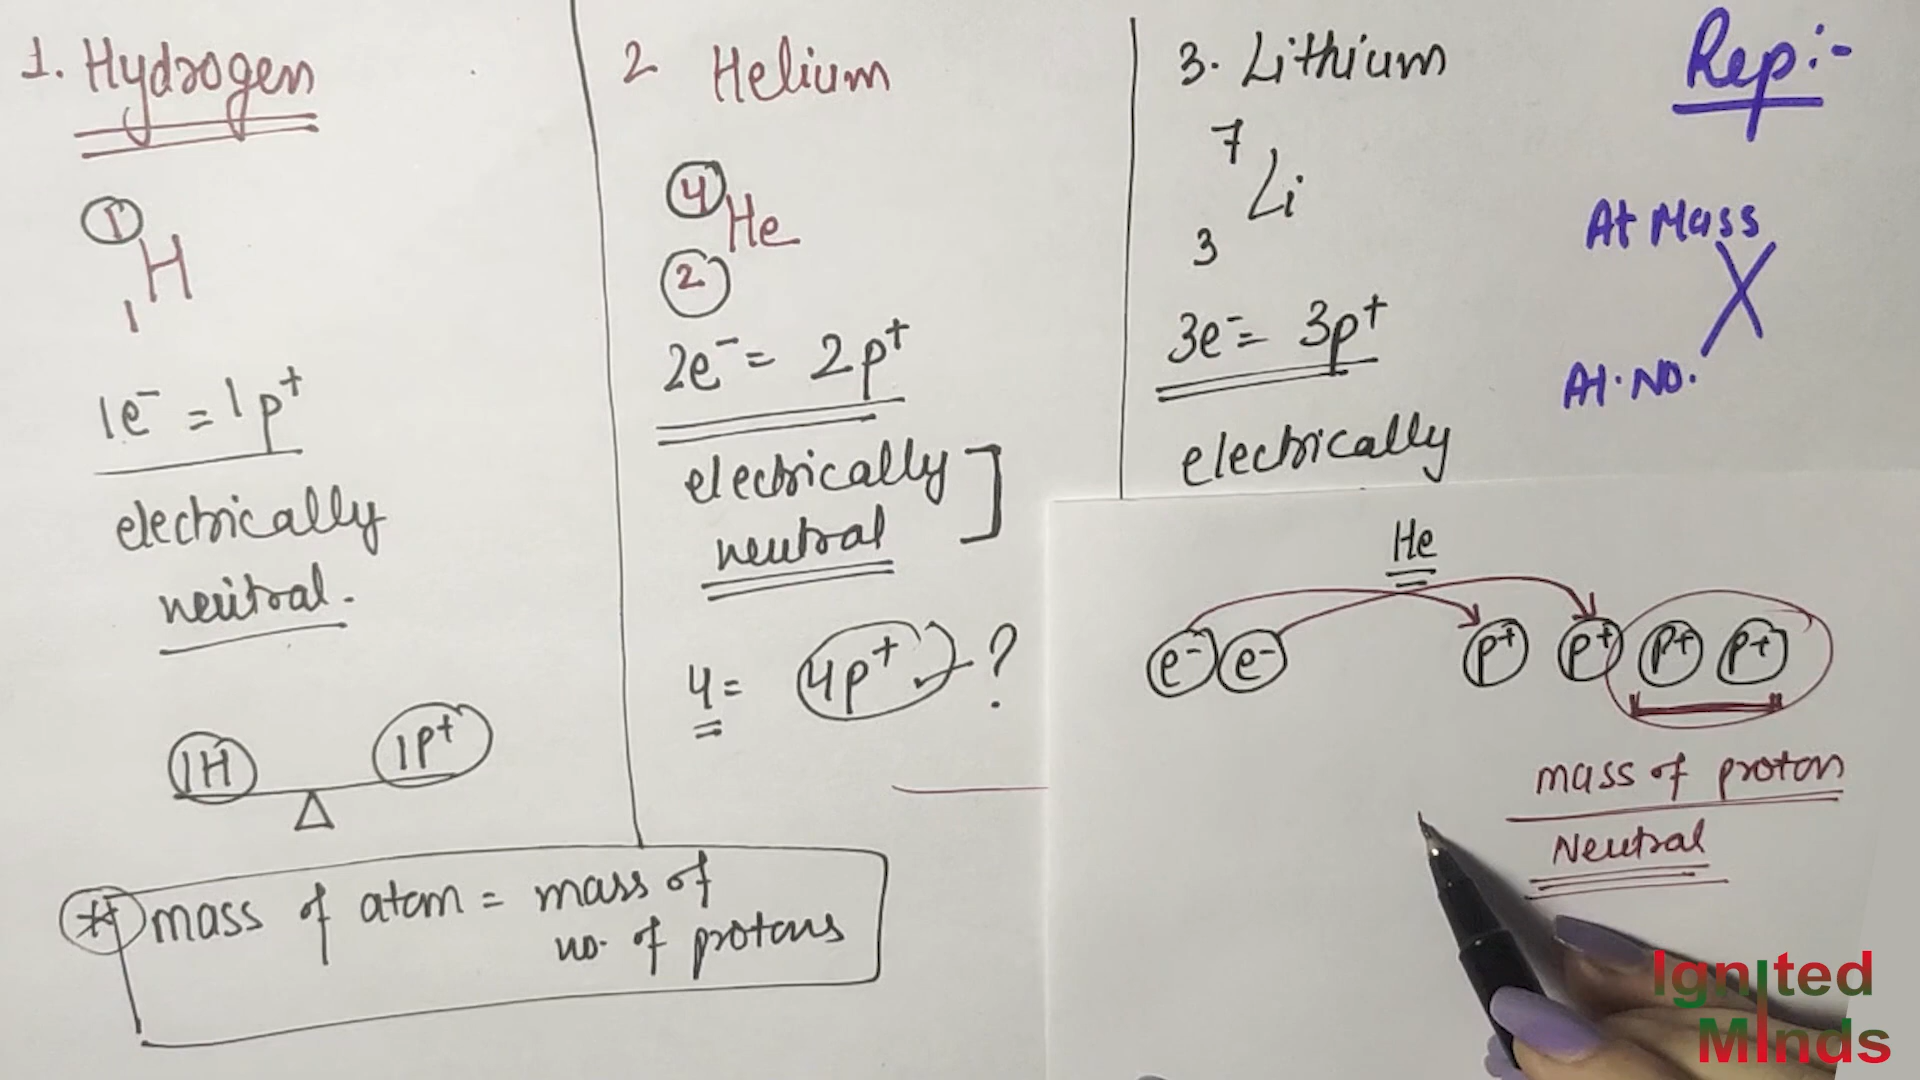 1. Hydrogen
1
H
1
1e⁻ = 1p⁺
electrically
neutral.
1H 1P⁺
* mass of atom = mass of
no. of protons
2 Helium
4
He
2
2e⁻ = 2p⁺
electrically
neutral
4 = 4p⁺ ?
3. Lithium
7
Li
3
3e⁻ = 3p⁺
electrically
Rep:-
At Mass
X
At. No.
He
e⁻ e⁻ p⁺ p⁺ p⁺ p⁺
mass of proton
Neutral
Ignited
Minds